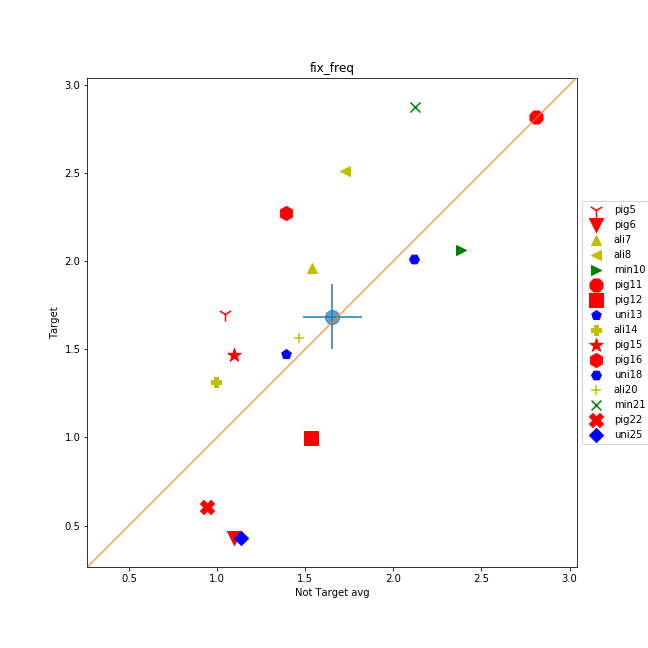 fix_freq
3.0
2.5
2.0
1.5
1.0
0.5
Target
0.5 1.0 1.5 2.0 2.5 3.0
Not Target avg
pig5
pig6
ali7
ali8
min10
pig11
pig12
uni13
ali14
pig15
pig16
uni18
ali20
min21
pig22
uni25